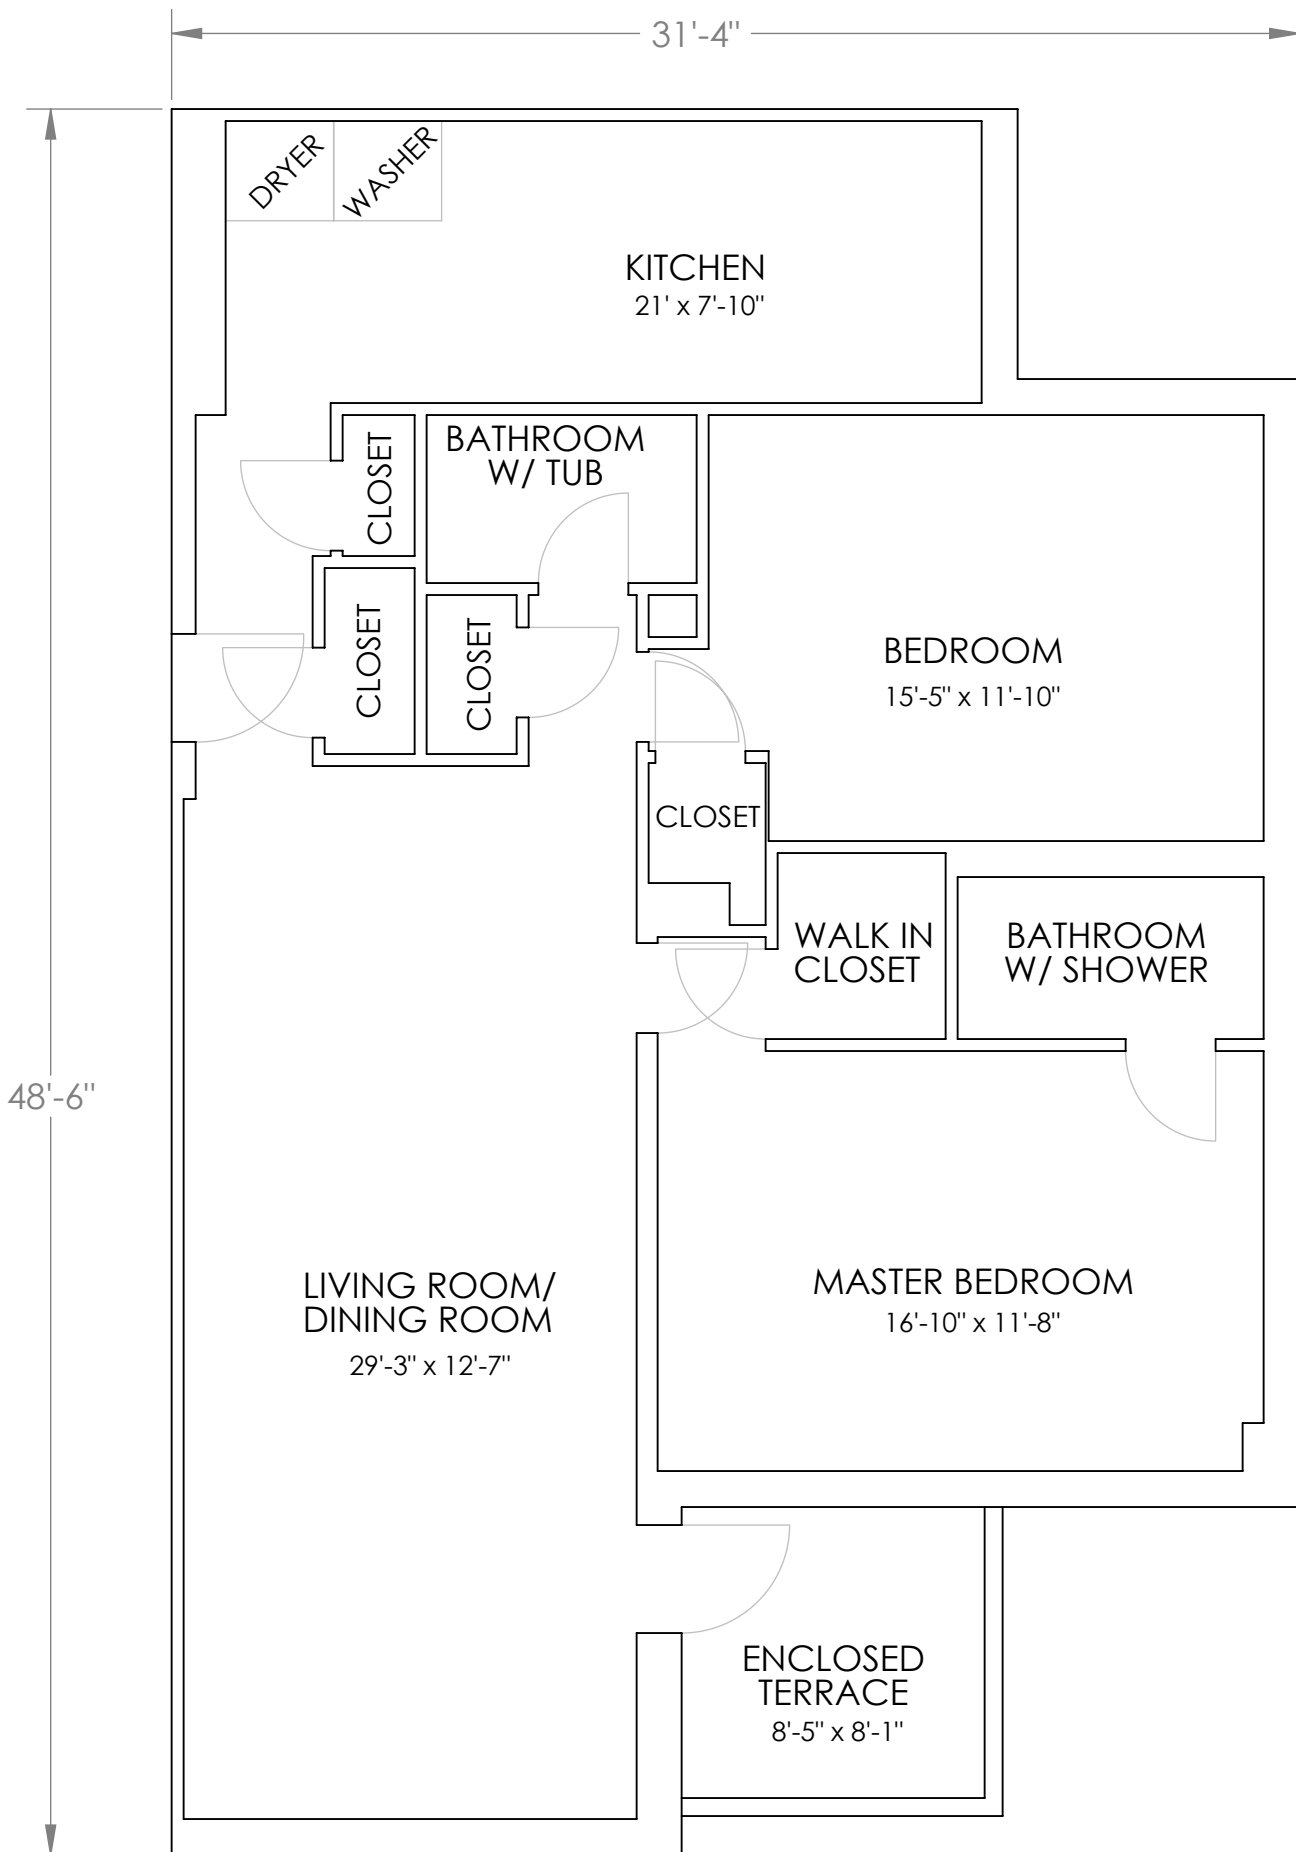 31'-4"
DRYER
WASHER
KITCHEN
21' x 7'-10"
CLOSET
BATHROOM
W/ TUB
CLOSET
CLOSET
BEDROOM
15'-5" x 11'-10"
CLOSET
WALK IN
CLOSET
BATHROOM
W/ SHOWER
48'-6"
LIVING ROOM/
DINING ROOM
29'-3" x 12'-7"
MASTER BEDROOM
16'-10" x 11'-8"
ENCLOSED
TERRACE
8'-5" x 8'-1"